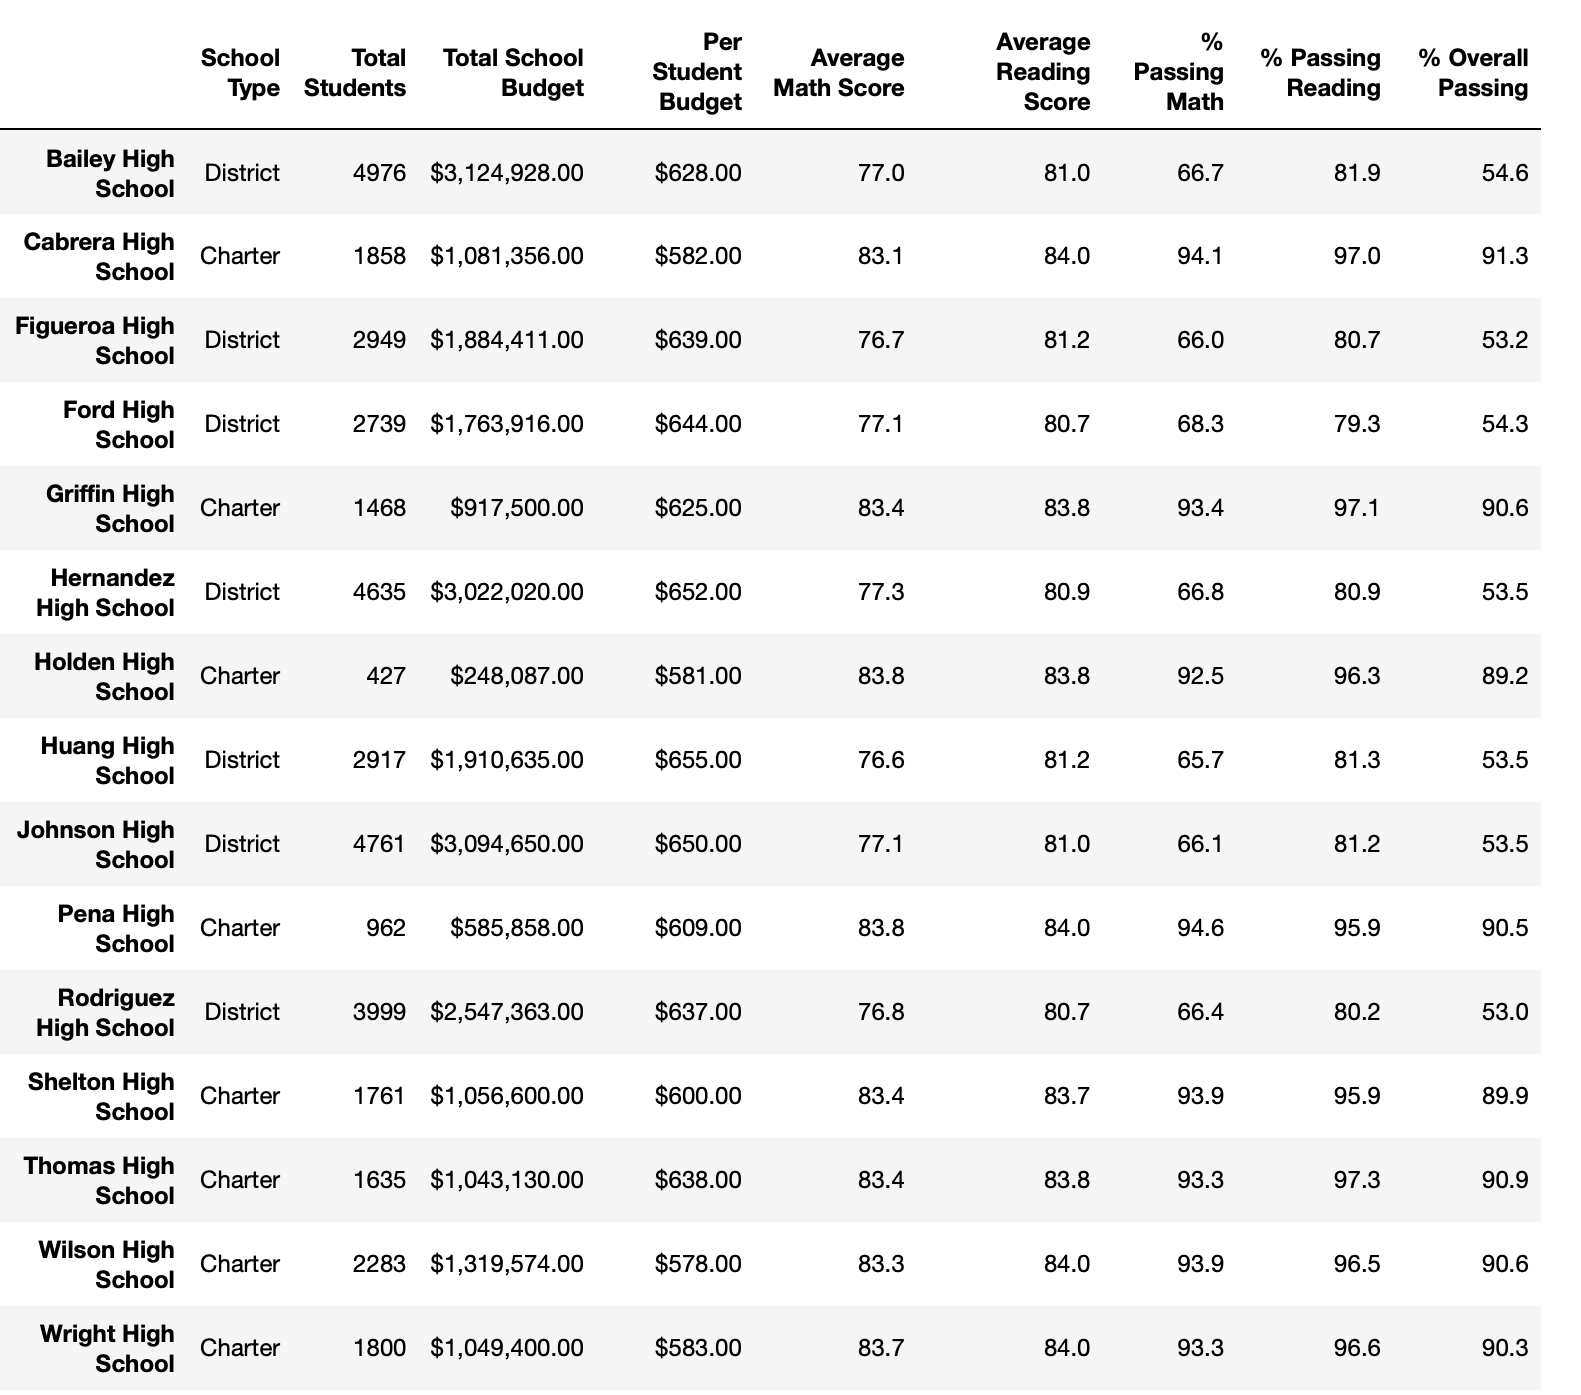 School Type Total Students Total School Budget Per Student Budget Average Math Score Average Reading Score % Passing Math % Passing Reading % Overall Passing
Bailey High School District 4976 $3,124,928.00 $628.00 77.0 81.0 66.7 81.9 54.6
Cabrera High School Charter 1858 $1,081,356.00 $582.00 83.1 84.0 94.1 97.0 91.3
Figueroa High School District 2949 $1,884,411.00 $639.00 76.7 81.2 66.0 80.7 53.2
Ford High School District 2739 $1,763,916.00 $644.00 77.1 80.7 68.3 79.3 54.3
Griffin High School Charter 1468 $917,500.00 $625.00 83.4 83.8 93.4 97.1 90.6
Hernandez High School District 4635 $3,022,020.00 $652.00 77.3 80.9 66.8 80.9 53.5
Holden High School Charter 427 $248,087.00 $581.00 83.8 83.8 92.5 96.3 89.2
Huang High School District 2917 $1,910,635.00 $655.00 76.6 81.2 65.7 81.3 53.5
Johnson High School District 4761 $3,094,650.00 $650.00 77.1 81.0 66.1 81.2 53.5
Pena High School Charter 962 $585,858.00 $609.00 83.8 84.0 94.6 95.9 90.5
Rodriguez High School District 3999 $2,547,363.00 $637.00 76.8 80.7 66.4 80.2 53.0
Shelton High School Charter 1761 $1,056,600.00 $600.00 83.4 83.7 93.9 95.9 89.9
Thomas High School Charter 1635 $1,043,130.00 $638.00 83.4 83.8 93.3 97.3 90.9
Wilson High School Charter 2283 $1,319,574.00 $578.00 83.3 84.0 93.9 96.5 90.6
Wright High School Charter 1800 $1,049,400.00 $583.00 83.7 84.0 93.3 96.6 90.3